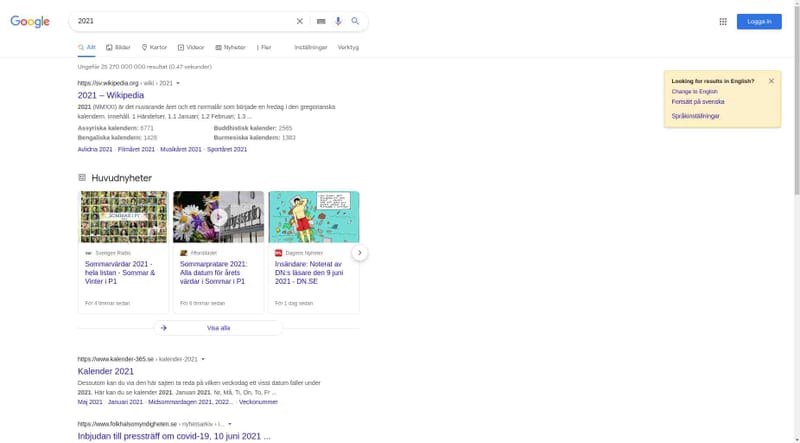 Google
2021
Logga in
Allt
Bilder
Kartor
Videor
Nyheter
Fler
Inställningar
Verktyg
Ungefär 25 270 000 000 resultat (0,47 sekunder)
https://sv.wikipedia.org › wiki › 2021
2021 – Wikipedia
2021 (MMXXI) är det nuvarande året och ett normalår som började en fredag i den gregorianska
kalendern. Innehåll. 1 Händelser. 1.1 Januari; 1.2 Februari; 1.3 ...
Assyriska kalendern: 6771
Buddhistisk kalender: 2565
Bengaliska kalendern: 1428
Burmesiska kalendern: 1383
Avlidna 2021 · Filmåret 2021 · Musikåret 2021 · Sportåret 2021
Looking for results in English?
Change to English
Fortsätt på svenska
Språkinställningar
Huvudnyheter
SOMMAR I P1
Sveriges Radio
Sommarvärdar 2021 -
hela listan - Sommar &
Vinter i P1
För 4 timmar sedan
Aftonbladet
Sommarpratare 2021:
Alla datum för årets
värdar i Sommar i P1
För 6 timmar sedan
DN.
Dagens Nyheter
Insändare: Noterat av
DN:s läsare den 9 juni
2021 - DN.SE
För 1 dag sedan
Visa alla
https://www.kalender-365.se › kalender-2021
Kalender 2021
Dessutom kan du via den här sajten ta reda på vilken veckodag ett visst datum faller under
2021. Här kan du se kalender 2021. Januari 2021. Nr, Må, Ti, On, To, Fr ...
Maj 2021 · Januari 2021 · Midsommardagen 2021, 2022... · Veckonummer
https://www.folkhalsomyndigheten.se › nyhetsarkiv › i...
Inbjudan till pressträff om covid-19, 10 juni 2021 ...